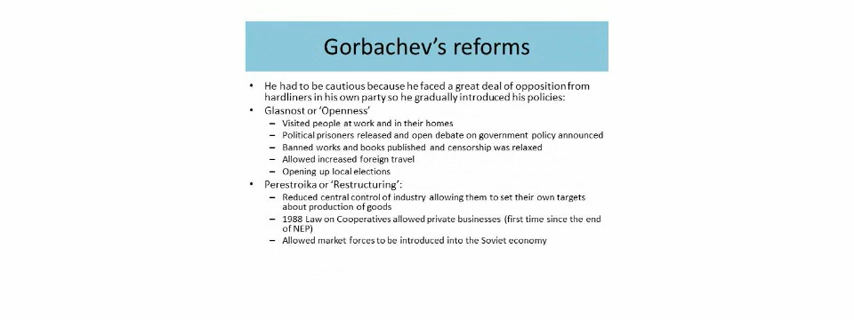 Gorbachev's reforms
• He had to be cautious because he faced a great deal of opposition from
hardliners in his own party so he gradually introduced his policies:
• Glasnost or 'Openness'
– Visited people at work and in their homes
– Political prisoners released and open debate on government policy announced
– Banned works and books published and censorship was relaxed
– Allowed increased foreign travel
– Opening up local elections
• Perestroika or 'Restructuring':
– Reduced central control of industry allowing them to set their own targets
about production of goods
– 1988 Law on Cooperatives allowed private businesses (first time since the end
of NEP)
– Allowed market forces to be introduced into the Soviet economy